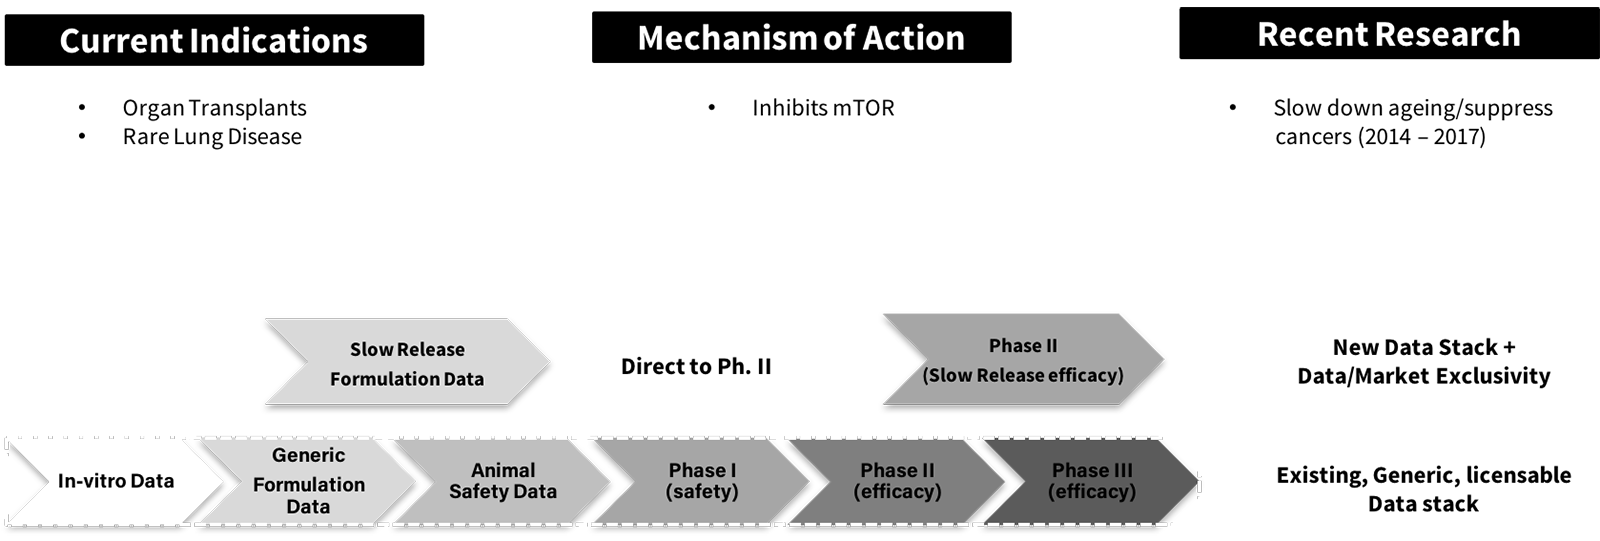 Current Indications
Mechanism of Action
Recent Research
• Organ Transplants
• Rare Lung Disease
• Inhibits mTOR
• Slow down ageing/suppress
cancers (2014 – 2017)
Slow Release
Formulation Data
Direct to Ph. II
Phase II
(Slow Release efficacy)
New Data Stack +
Data/Market Exclusivity
In-vitro Data
Generic
Formulation
Data
Animal
Safety Data
Phase I
(safety)
Phase II
(efficacy)
Phase III
(efficacy)
Existing, Generic, licensable
Data stack